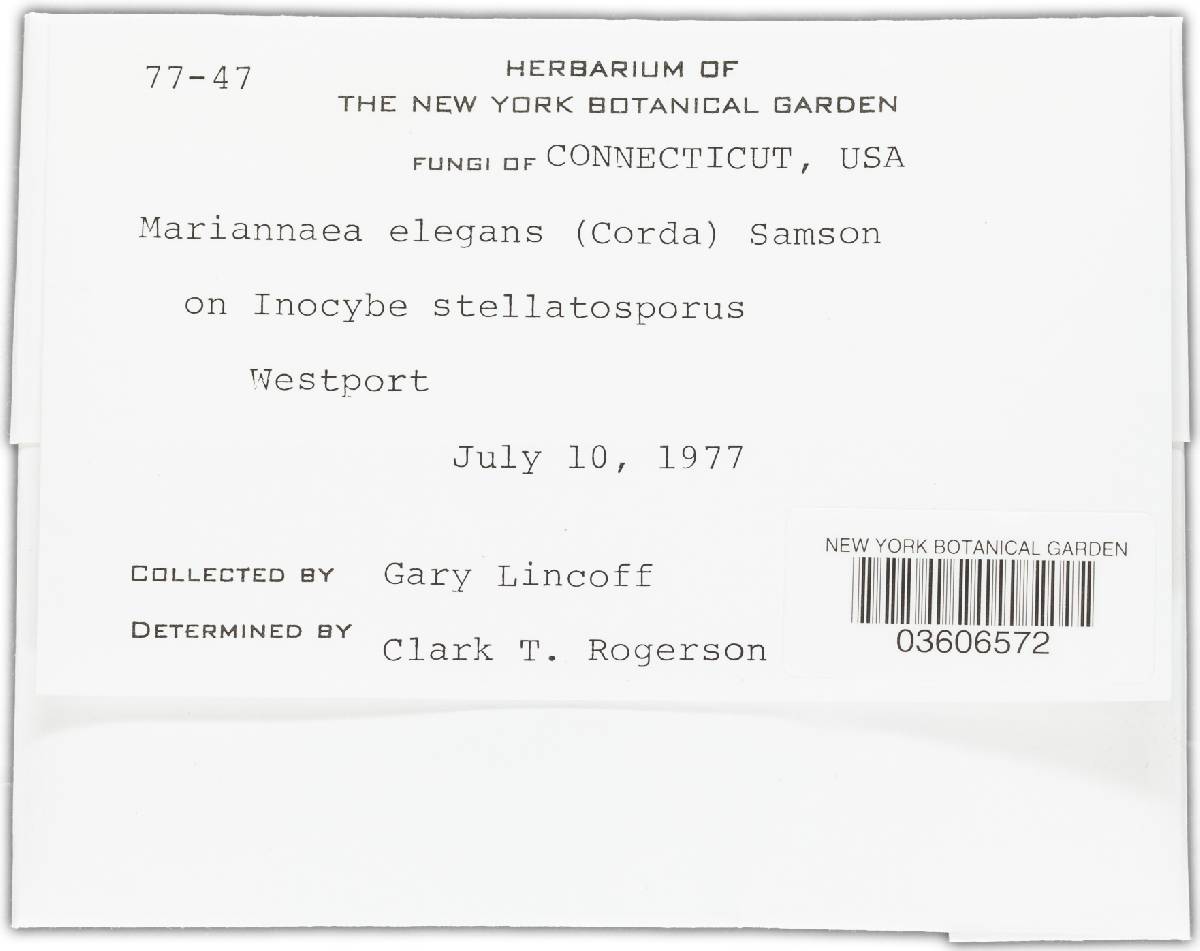 77-47
HERBARIUM OF
THE NEW YORK BOTANICAL GARDEN
FUNGI OF CONNECTICUT, USA
Mariannaea elegans (Corda) Samson
on Inocybe stellatosporus
Westport
July 10, 1977
COLLECTED BY Gary Lincoff
DETERMINED BY Clark T. Rogerson
NEW YORK BOTANICAL GARDEN
03606572